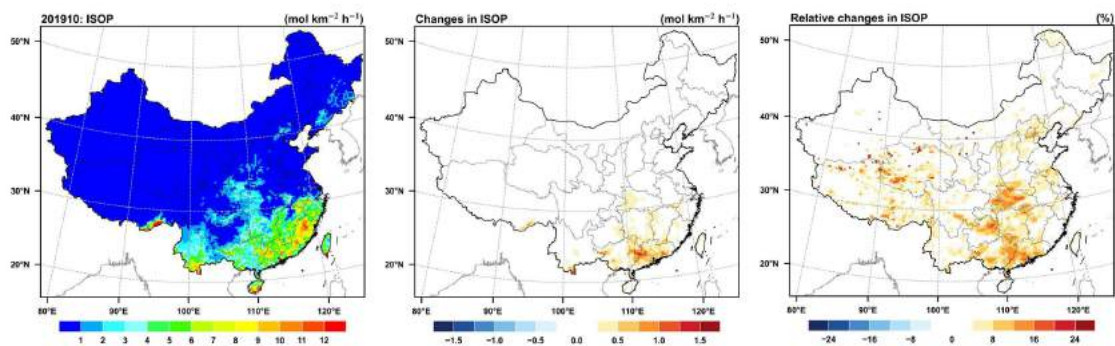 201910: ISOP (mol km⁻² h⁻¹)
50°N
40°N
30°N
20°N
80°E 90°E 100°E 110°E 120°E
1 2 3 4 5 6 7 8 9 10 11 12
Changes in ISOP (mol km⁻² h⁻¹)
50°N
40°N
30°N
20°N
80°E 90°E 100°E 110°E 120°E
−1.5 −1.0 −0.5 0.0 0.5 1.0 1.5
Relative changes in ISOP (%)
50°N
40°N
30°N
20°N
80°E 90°E 100°E 110°E 120°E
−24 −16 −8 0 8 16 24